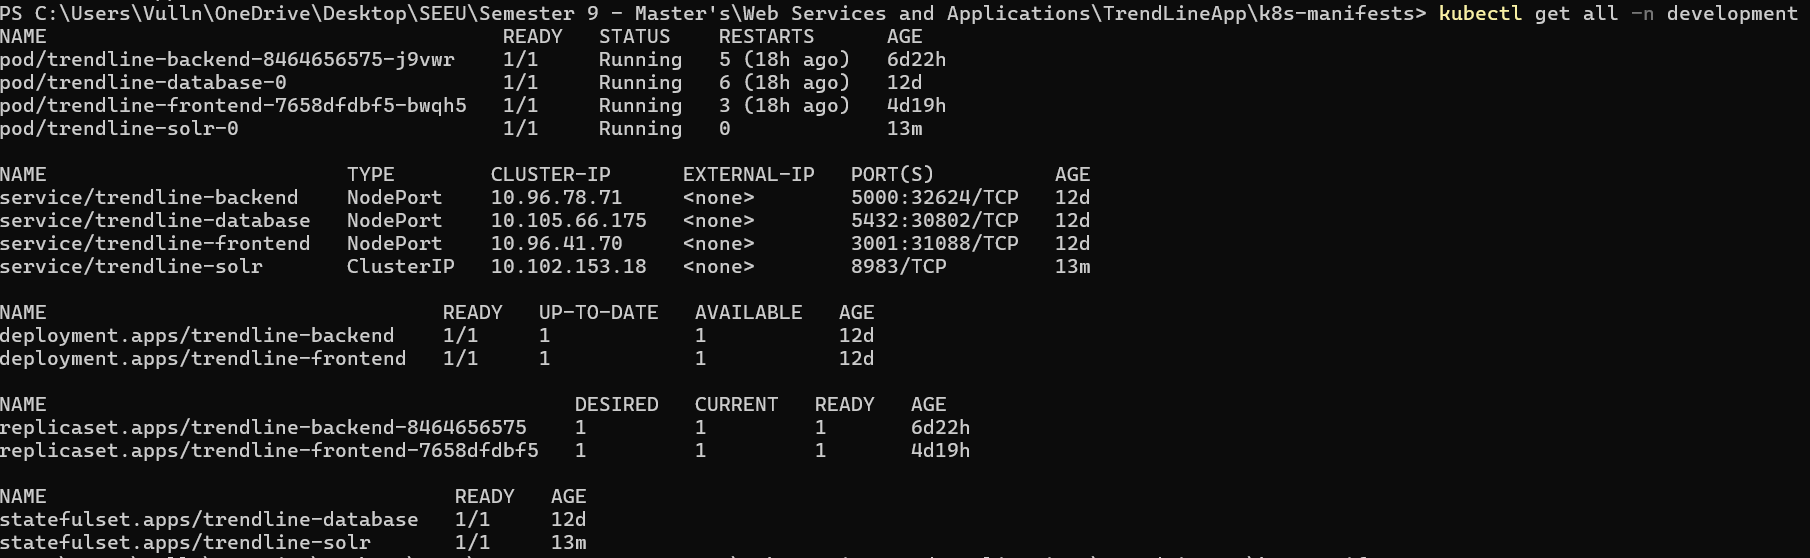 PS C:\Users\Vulln\OneDrive\Desktop\SEEU\Semester 9 - Master's\Web Services and Applications\TrendLineApp\k8s-manifests> kubectl get all -n development
NAME READY STATUS RESTARTS AGE
pod/trendline-backend-8464656575-j9vwr 1/1 Running 5 (18h ago) 6d22h
pod/trendline-database-0 1/1 Running 6 (18h ago) 12d
pod/trendline-frontend-7658dfdbf5-bwqh5 1/1 Running 3 (18h ago) 4d19h
pod/trendline-solr-0 1/1 Running 0 13m
NAME TYPE CLUSTER-IP EXTERNAL-IP PORT(S) AGE
service/trendline-backend NodePort 10.96.78.71 <none> 5000:32624/TCP 12d
service/trendline-database NodePort 10.105.66.175 <none> 5432:30802/TCP 12d
service/trendline-frontend NodePort 10.96.41.70 <none> 3001:31088/TCP 12d
service/trendline-solr ClusterIP 10.102.153.18 <none> 8983/TCP 13m
NAME READY UP-TO-DATE AVAILABLE AGE
deployment.apps/trendline-backend 1/1 1 1 12d
deployment.apps/trendline-frontend 1/1 1 1 12d
NAME DESIRED CURRENT READY AGE
replicaset.apps/trendline-backend-8464656575 1 1 1 6d22h
replicaset.apps/trendline-frontend-7658dfdbf5 1 1 1 4d19h
NAME READY AGE
statefulset.apps/trendline-database 1/1 12d
statefulset.apps/trendline-solr 1/1 13m